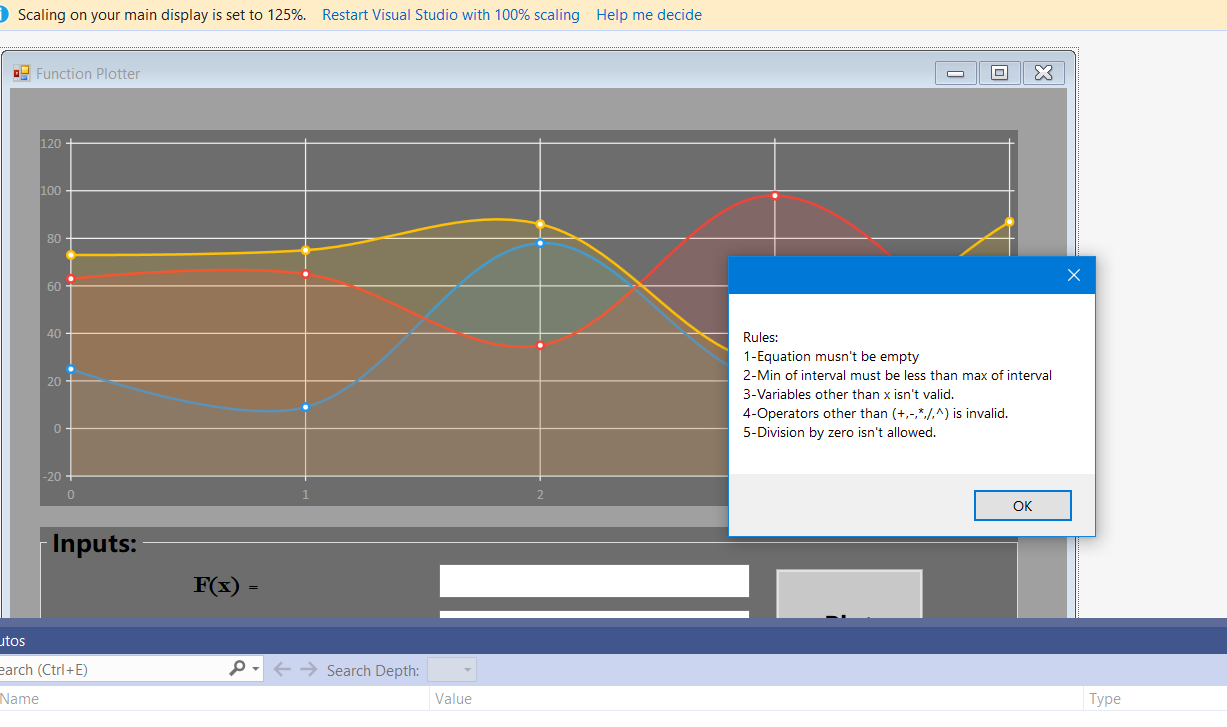 Scaling on your main display is set to 125%. Restart Visual Studio with 100% scaling Help me decide
Function Plotter
120
100
80
60
40
20
0
-20
0 1 2
Rules:
1-Equation musn't be empty
2-Min of interval must be less than max of interval
3-Variables other than x isn't valid.
4-Operators other than (+,-,*,/,^) is invalid.
5-Division by zero isn't allowed.
OK
Inputs:
F(x) =
utos
earch (Ctrl+E) Search Depth:
Name Value Type